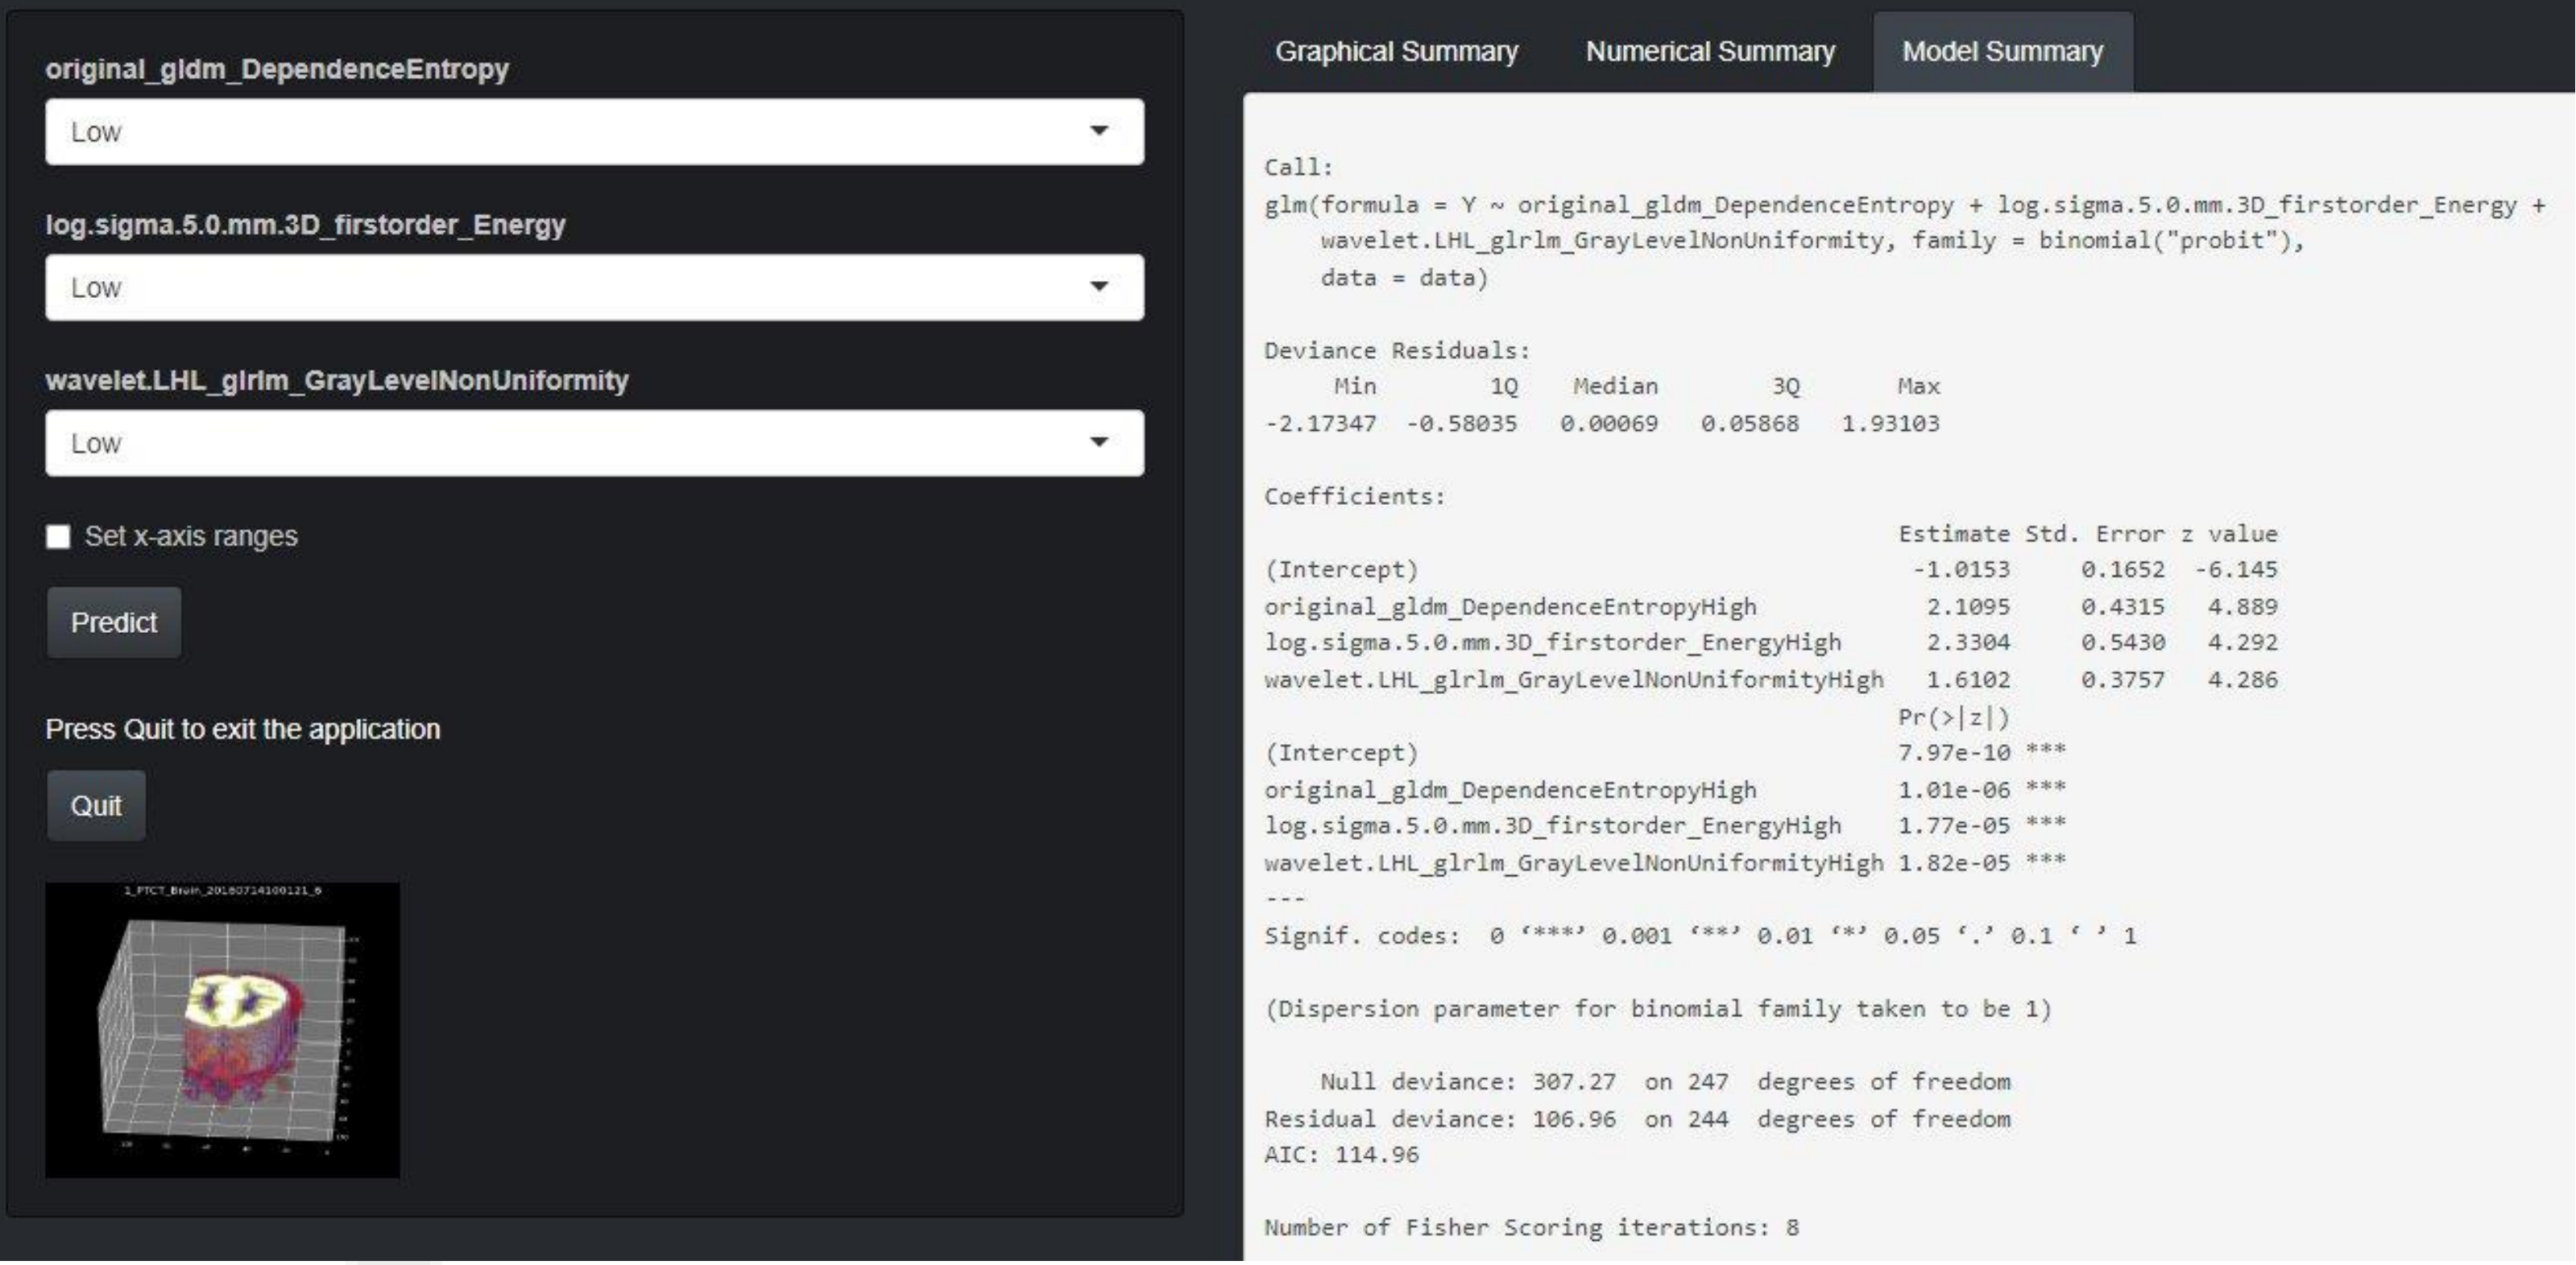 original_gldm_DependenceEntropy
Low
log.sigma.5.0.mm.3D_firstorder_Energy
Low
wavelet.LHL_glrlm_GrayLevelNonUniformity
Low
Set x-axis ranges
Predict
Press Quit to exit the application
Quit
1_PTCT_Brain_20160714100121_6
Graphical Summary Numerical Summary Model Summary
Call:
glm(formula = Y ~ original_gldm_DependenceEntropy + log.sigma.5.0.mm.3D_firstorder_Energy +
wavelet.LHL_glrlm_GrayLevelNonUniformity, family = binomial("probit"),
data = data)
Deviance Residuals:
Min 1Q Median 3Q Max
-2.17347 -0.58035 0.00069 0.05868 1.93103
Coefficients:
Estimate Std. Error z value
(Intercept) -1.0153 0.1652 -6.145
original_gldm_DependenceEntropyHigh 2.1095 0.4315 4.889
log.sigma.5.0.mm.3D_firstorder_EnergyHigh 2.3304 0.5430 4.292
wavelet.LHL_glrlm_GrayLevelNonUniformityHigh 1.6102 0.3757 4.286
Pr(>|z|)
(Intercept) 7.97e-10 ***
original_gldm_DependenceEntropyHigh 1.01e-06 ***
log.sigma.5.0.mm.3D_firstorder_EnergyHigh 1.77e-05 ***
wavelet.LHL_glrlm_GrayLevelNonUniformityHigh 1.82e-05 ***
---
Signif. codes: 0 ‘***’ 0.001 ‘**’ 0.01 ‘*’ 0.05 ‘.’ 0.1 ‘ ’ 1
(Dispersion parameter for binomial family taken to be 1)
Null deviance: 307.27 on 247 degrees of freedom
Residual deviance: 106.96 on 244 degrees of freedom
AIC: 114.96
Number of Fisher Scoring iterations: 8